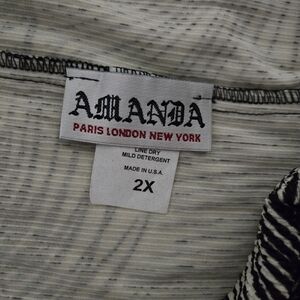 AMANDA
PARIS LONDON NEW YORK
LINE DRY
MILD DETERGENT
MADE IN U.S.A.
2X